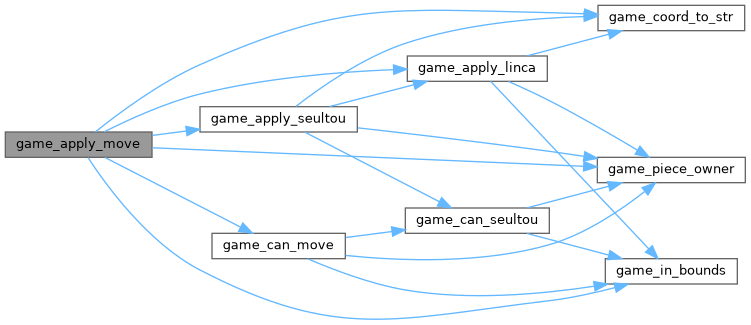 game_coord_to_str
game_apply_linca
game_apply_seultou
game_apply_move
game_piece_owner
game_can_seultou
game_can_move
game_in_bounds